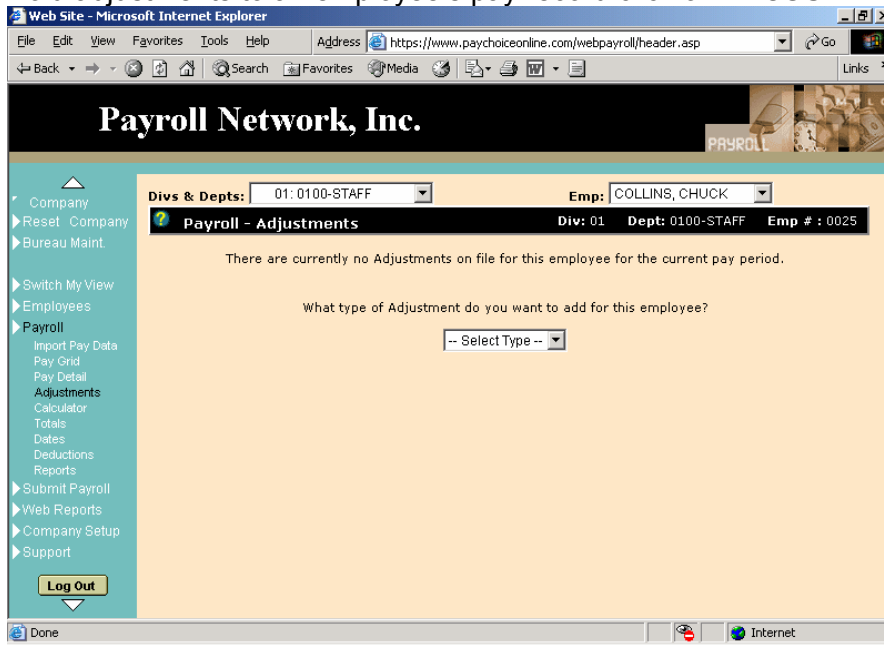 Web Site - Microsoft Internet Explorer
File Edit View Favorites Tools Help Address https://www.paychoiceonline.com/webpayroll/header.asp Go
Back Search Favorites Media Links
Payroll Network, Inc.
PAYROLL
Company
Reset Company
Bureau Maint.
Switch My View
Employees
Payroll
Import Pay Data
Pay Grid
Pay Detail
Adjustments
Calculator
Totals
Dates
Deductions
Reports
Submit Payroll
Web Reports
Company Setup
Support
Log Out
Divs & Depts: 01: 0100-STAFF Emp: COLLINS, CHUCK
Payroll - Adjustments Div: 01 Dept: 0100-STAFF Emp # : 0025
There are currently no Adjustments on file for this employee for the current pay period.
What type of Adjustment do you want to add for this employee?
-- Select Type --
Done Internet